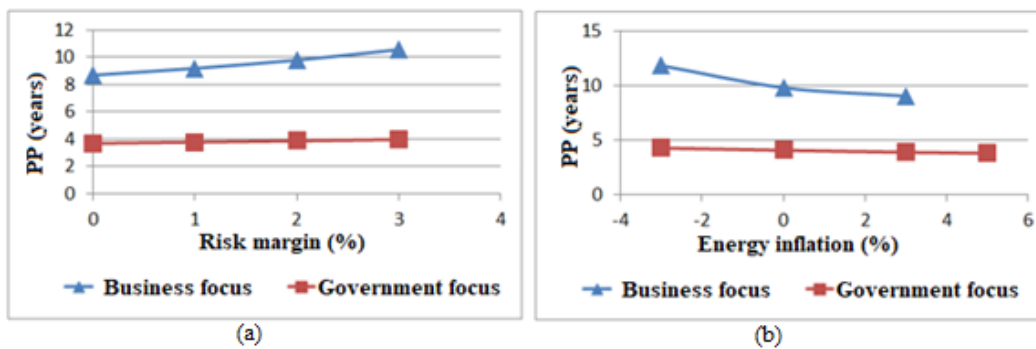 12
10
8
6
4
2
0
PP (years)
0 1 2 3 4
Risk margin (%)
Business focus Government focus
(a)
15
10
5
0
PP (years)
-4 -2 0 2 4 6
Energy inflation (%)
Business focus Government focus
(b)